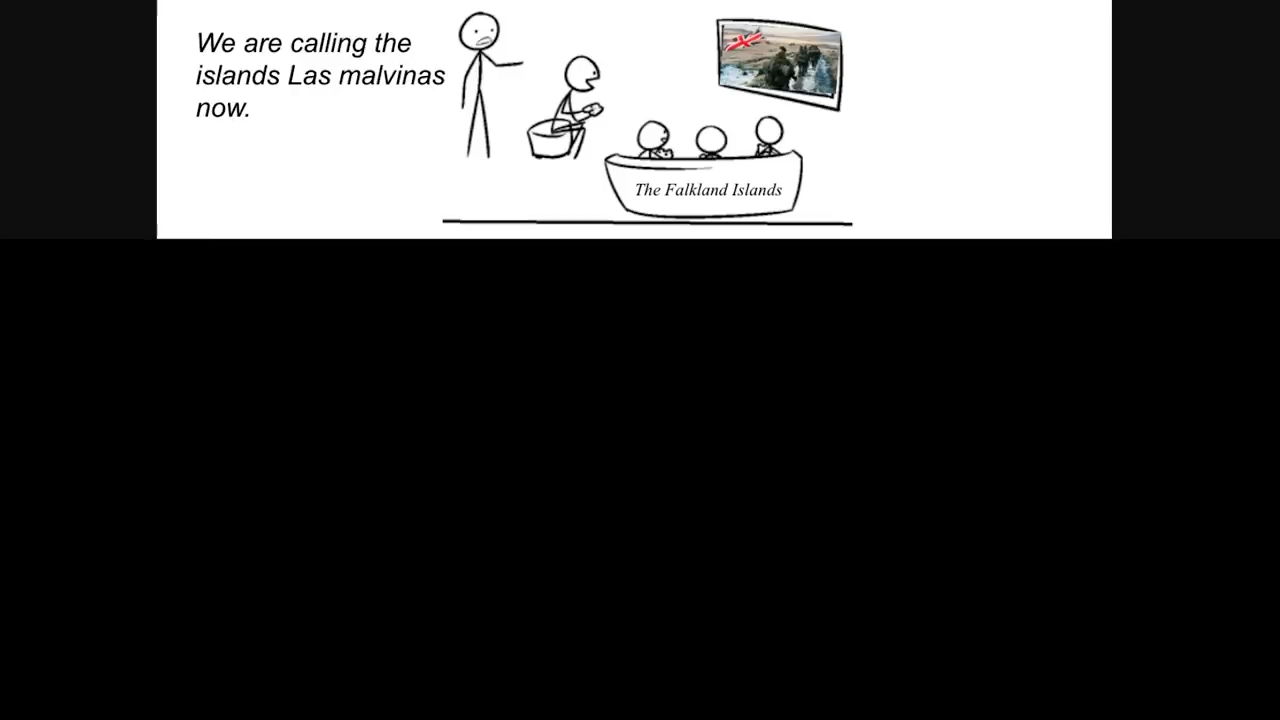 We are calling the
islands Las malvinas
now.
The Falkland Islands